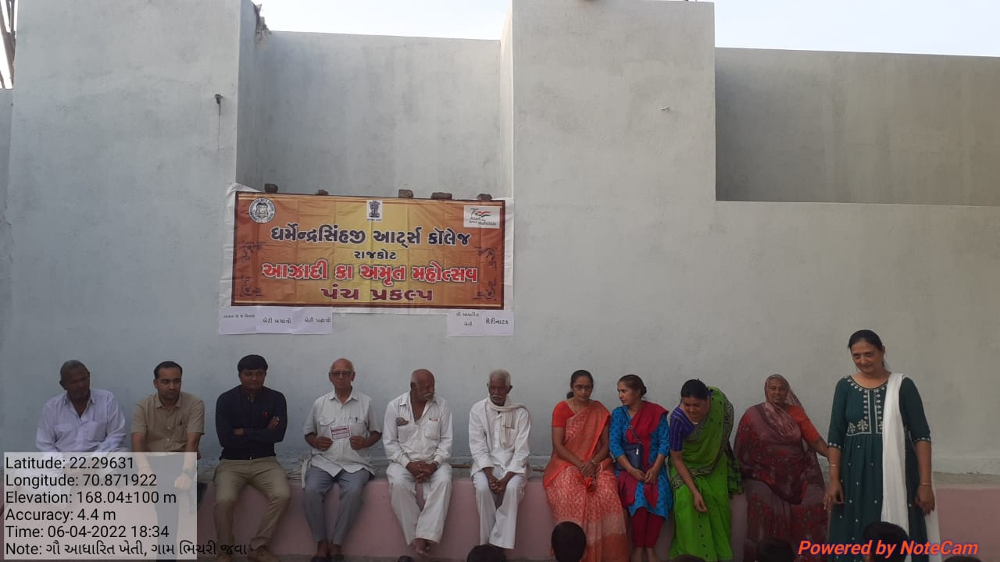 ધર્મેન્દ્રસિંહજી આર્ટ્સ કૉલેજ
રાજકોટ
આઝાદી કા અમૃત મહોત્સવ
પંચ પ્રકલ્પ
બેટી બચાવો બેટી પઢાવો
ગૌ આધારિત
ખેતી
શેરીનાટક
Latitude: 22.29631
Longitude: 70.871922
Elevation: 168.04±100 m
Accuracy: 4.4 m
Time: 06-04-2022 18:34
Note: ગૌ આધારિત ખેતી, ગામ ભિચરી જવા
Powered by NoteCam